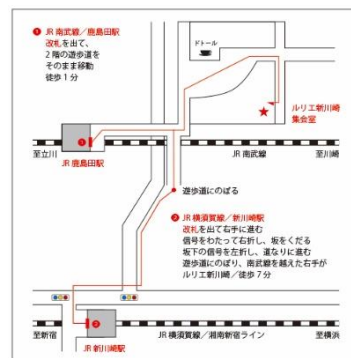 ❶ JR 南武線／鹿島田駅
改札を出て、
2階の遊歩道を
そのまま移動
徒歩1分
ドトール
ルリエ新川崎
集会室
❶
至立川
JR 南武線
至川崎
JR 鹿島田駅
遊歩道にのぼる
❷ JR 横須賀線／新川崎駅
改札を出て右手に進む
信号をわたって右折し、坂をくだる
坂下の信号を左折し、道なりに進む
遊歩道にのぼり、南武線を越えた右手が
ルリエ新川崎／徒歩7分
❷
至新宿
JR 横須賀線／湘南新宿ライン
至横浜
JR 新川崎駅